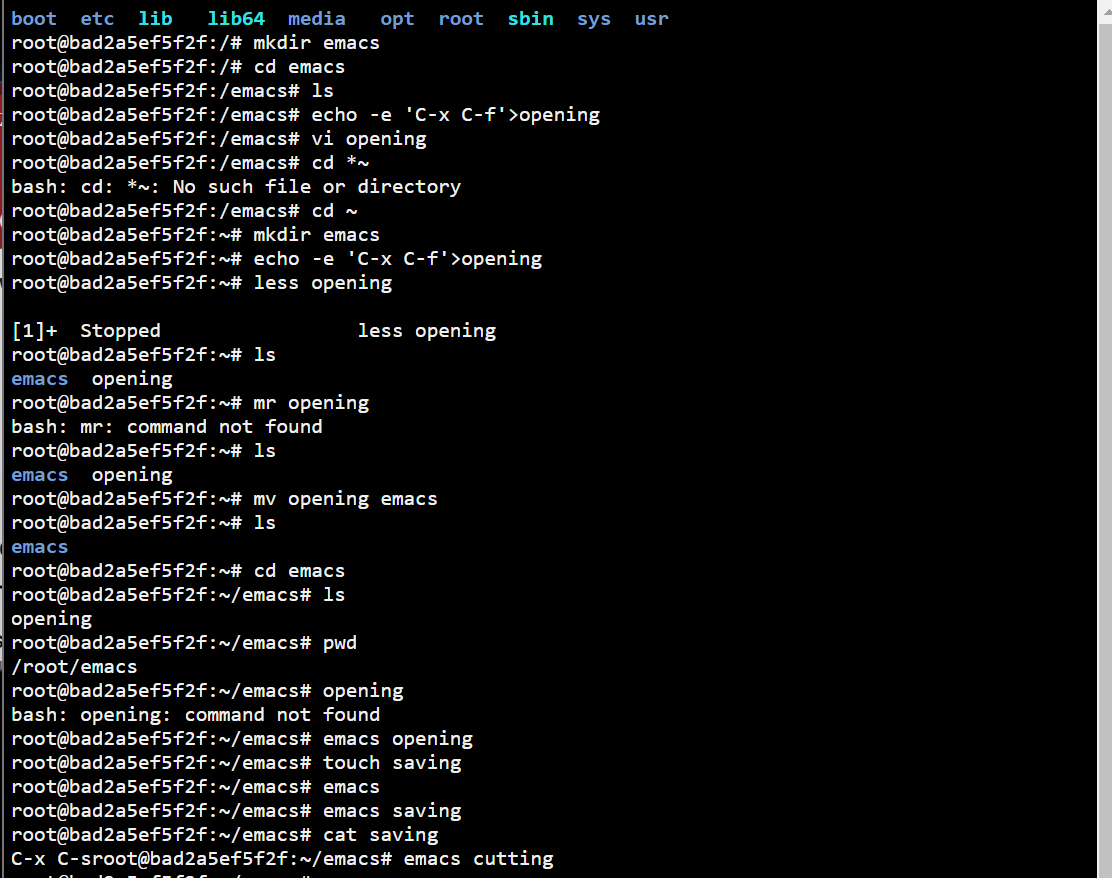 boot  etc  lib   lib64  media   opt  root  sbin  sys  usr
root@bad2a5ef5f2f:/# mkdir emacs
root@bad2a5ef5f2f:/# cd emacs
root@bad2a5ef5f2f:/emacs# ls
root@bad2a5ef5f2f:/emacs# echo -e 'C-x C-f'>opening
root@bad2a5ef5f2f:/emacs# vi opening
root@bad2a5ef5f2f:/emacs# cd *~
bash: cd: *~: No such file or directory
root@bad2a5ef5f2f:/emacs# cd ~
root@bad2a5ef5f2f:~# mkdir emacs
root@bad2a5ef5f2f:~# echo -e 'C-x C-f'>opening
root@bad2a5ef5f2f:~# less opening
[1]+  Stopped                 less opening
root@bad2a5ef5f2f:~# ls
emacs  opening
root@bad2a5ef5f2f:~# mr opening
bash: mr: command not found
root@bad2a5ef5f2f:~# ls
emacs  opening
root@bad2a5ef5f2f:~# mv opening emacs
root@bad2a5ef5f2f:~# ls
emacs
root@bad2a5ef5f2f:~# cd emacs
root@bad2a5ef5f2f:~/emacs# ls
opening
root@bad2a5ef5f2f:~/emacs# pwd
/root/emacs
root@bad2a5ef5f2f:~/emacs# opening
bash: opening: command not found
root@bad2a5ef5f2f:~/emacs# emacs opening
root@bad2a5ef5f2f:~/emacs# touch saving
root@bad2a5ef5f2f:~/emacs# emacs
root@bad2a5ef5f2f:~/emacs# emacs saving
root@bad2a5ef5f2f:~/emacs# cat saving
C-x C-sroot@bad2a5ef5f2f:~/emacs# emacs cutting